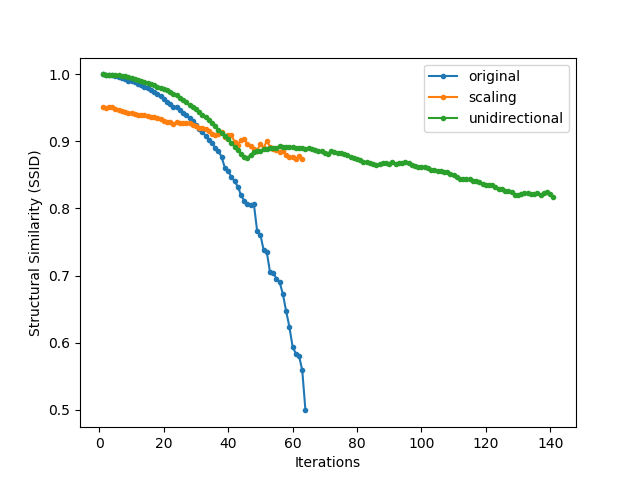 original
scaling
unidirectional
1.0
0.9
0.8
0.7
0.6
0.5
Structural Similarity (SSID)
0 20 40 60 80 100 120 140
Iterations